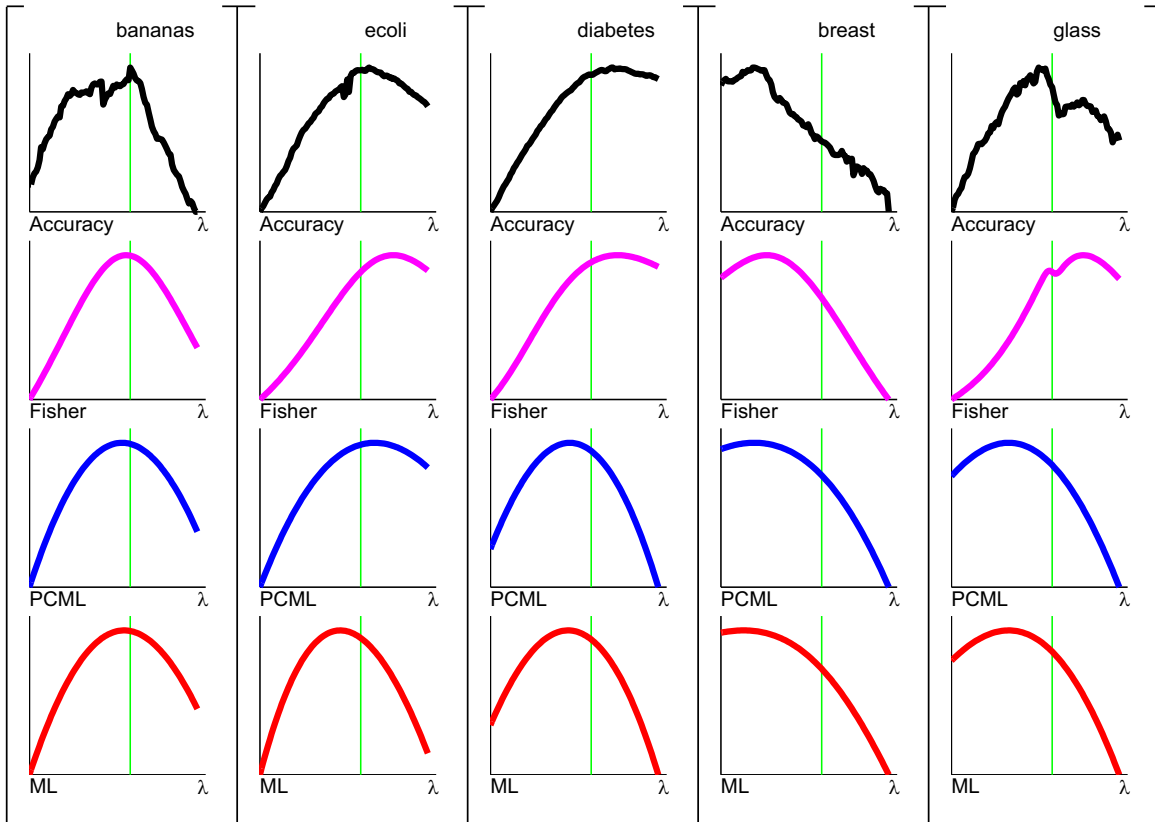 bananas ecoli diabetes breast glass
Accuracy λ Accuracy λ Accuracy λ Accuracy λ Accuracy λ
Fisher λ Fisher λ Fisher λ Fisher λ Fisher λ
PCML λ PCML λ PCML λ PCML λ PCML λ
ML λ ML λ ML λ ML λ ML λ